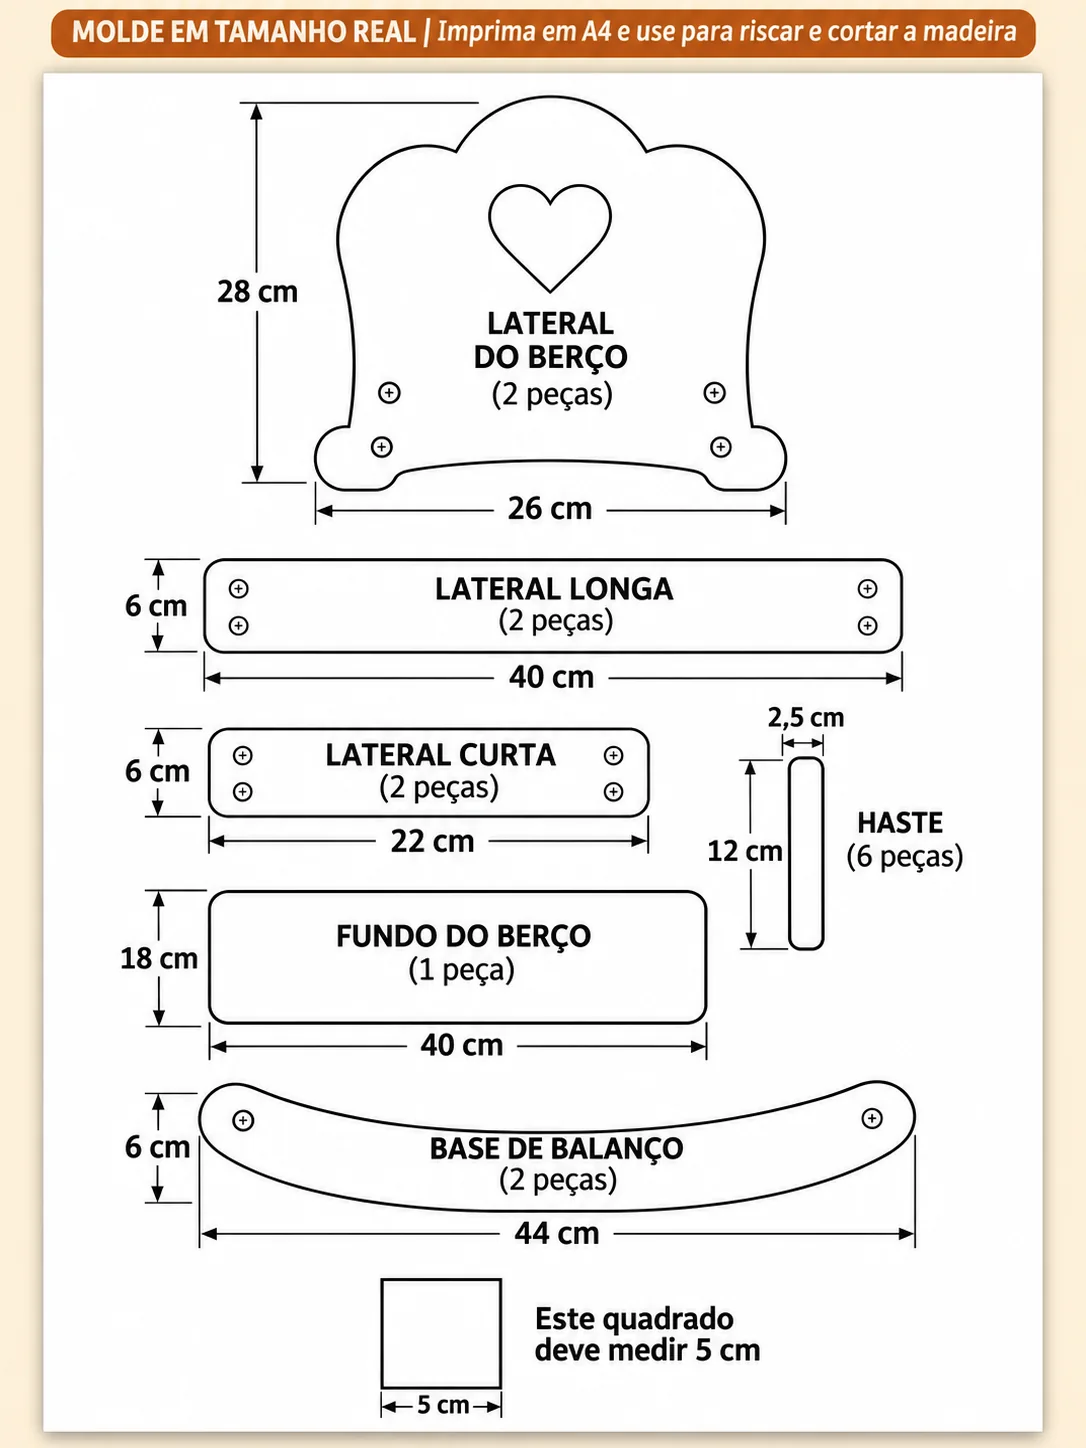 MOLDE EM TAMANHO REAL | Imprima em A4 e use para riscar e cortar a madeira
28 cm
LATERAL
DO BERÇO
(2 peças)
26 cm
6 cm
LATERAL LONGA
(2 peças)
40 cm
6 cm
LATERAL CURTA
(2 peças)
22 cm
2,5 cm
12 cm
HASTE
(6 peças)
18 cm
FUNDO DO BERÇO
(1 peça)
40 cm
6 cm
BASE DE BALANÇO
(2 peças)
44 cm
Este quadrado
deve medir 5 cm
5 cm